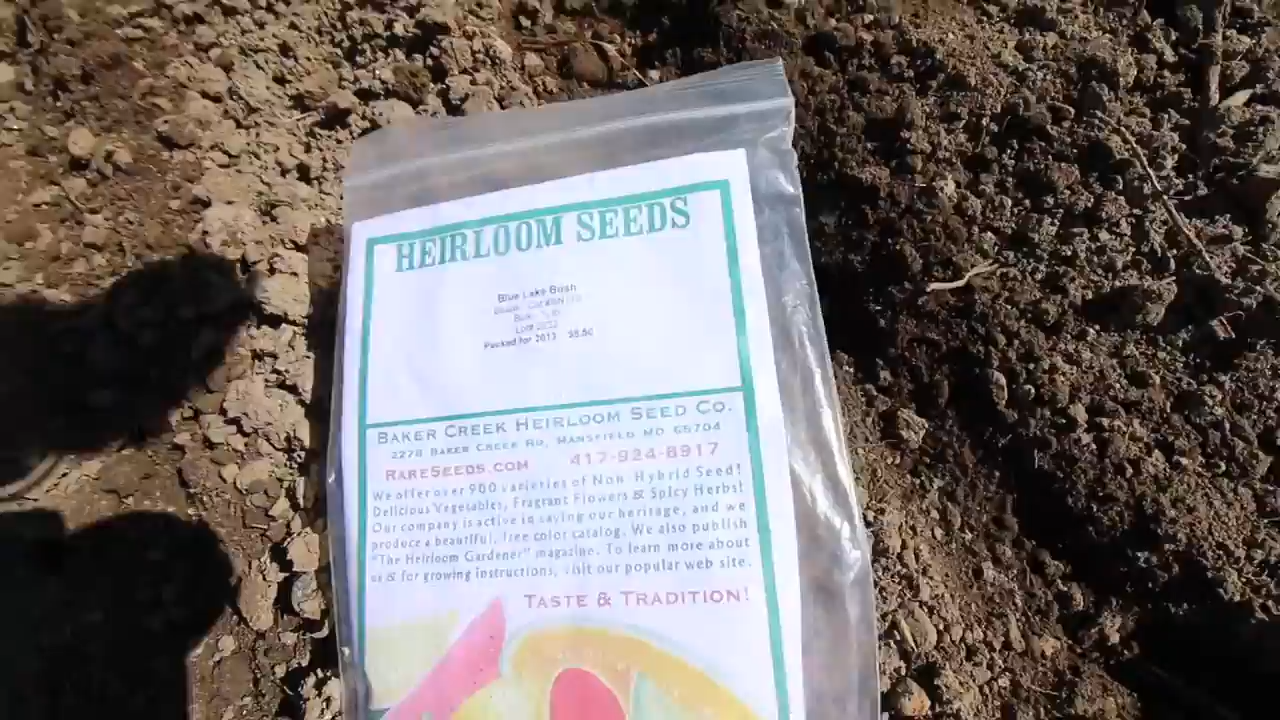 HEIRLOOM SEEDS
Blue Lake Bush
Packed for 2013 $5.50
BAKER CREEK HEIRLOOM SEED CO.
2278 BAKER CREEK RD, MANSFIELD MO 65704
RARESEEDS.COM 417-924-8917
We offer over 900 varieties of Non Hybrid Seed!
Delicious Vegetables, Fragrant Flowers & Spicy Herbs!
Our company is active in saving our heritage, and we
produce a beautiful, free color catalog. We also publish
"The Heirloom Gardener" magazine. To learn more about
us & for growing instructions, visit our popular web site.
TASTE & TRADITION!